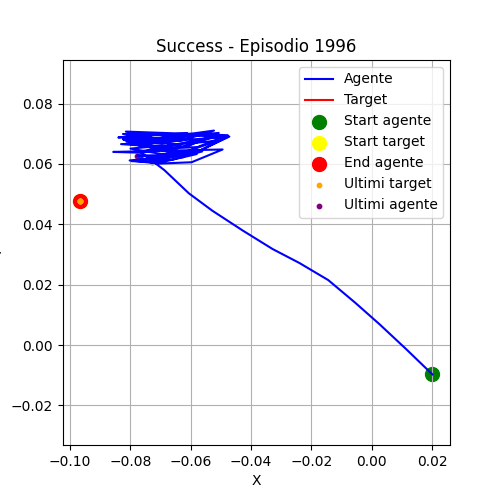 Success - Episodio 1996
Agente
Target
Start agente
Start target
End agente
Ultimi target
Ultimi agente
0.08
0.06
0.04
0.02
0.00
−0.02
−0.10
−0.08
−0.06
−0.04
−0.02
0.00
0.02
X